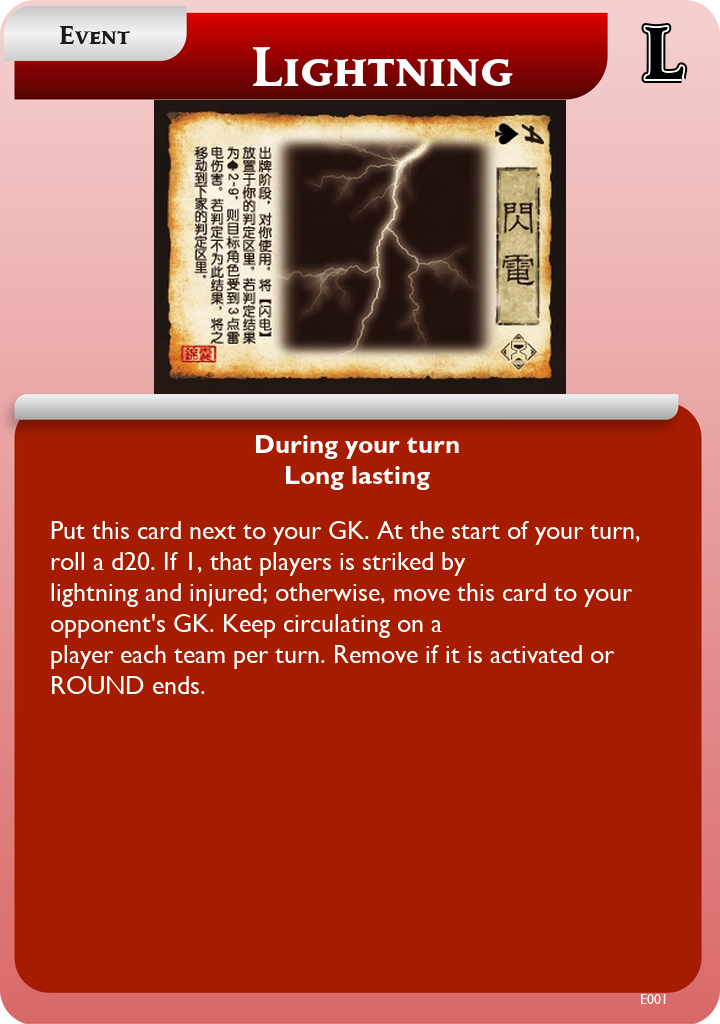 Event
Lightning
L
A
閃電
出牌阶段，对你使用。将【闪电】
放置于你的判定区里。若判定结果
为♠2~9，则目标角色受到3点雷
电伤害。若判定不为此结果，将之
移动到下家的判定区里。
錦囊
During your turn
Long lasting
Put this card next to your GK. At the start of your turn,
roll a d20. If 1, that players is striked by
lightning and injured; otherwise, move this card to your
opponent's GK. Keep circulating on a
player each team per turn. Remove if it is activated or
ROUND ends.
E001